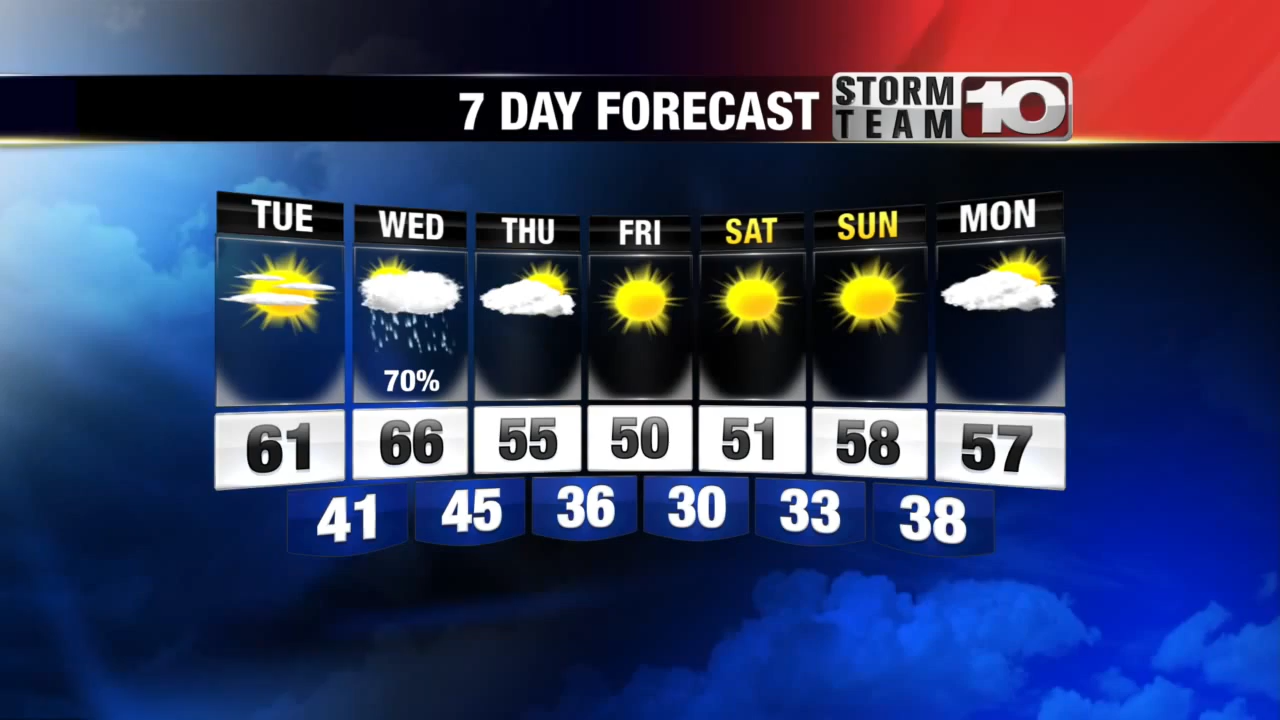 7 DAY FORECAST
STORM TEAM 10
TUE WED THU FRI SAT SUN MON
70%
61 66 55 50 51 58 57
41 45 36 30 33 38